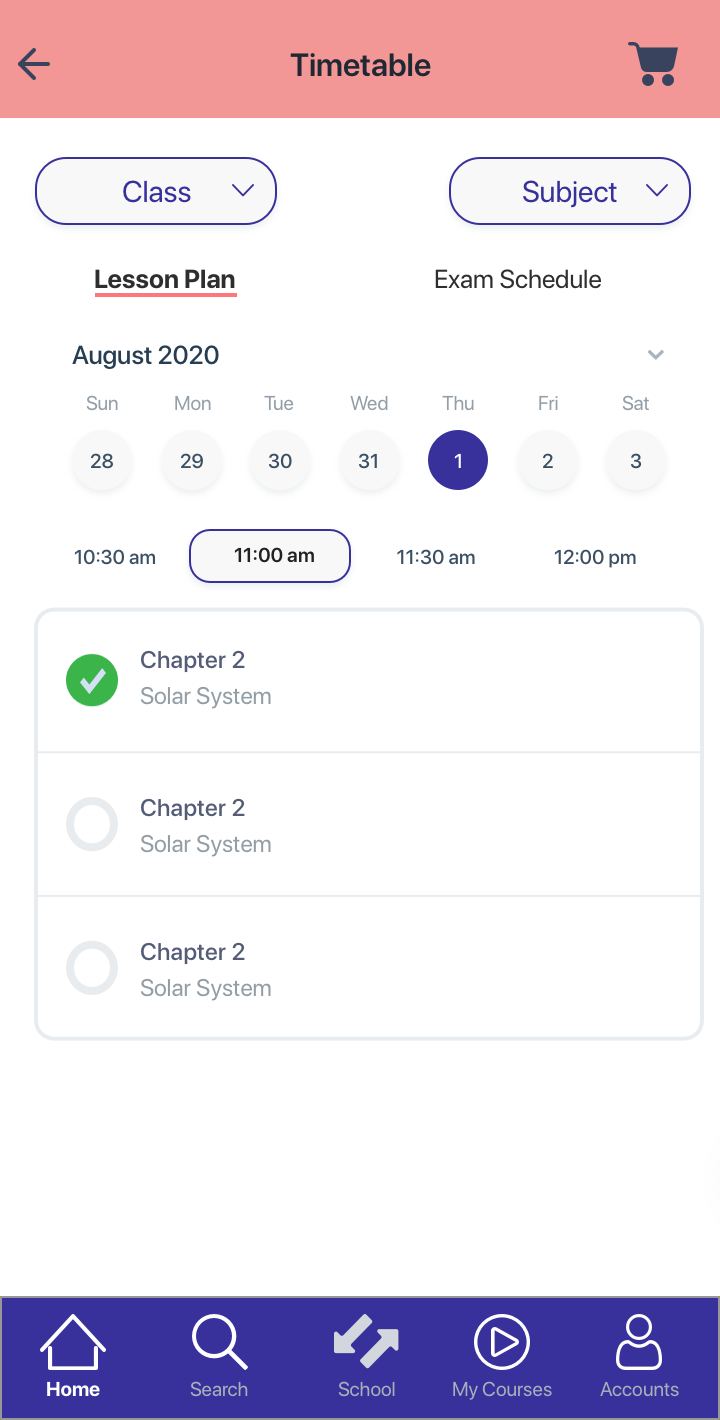 Timetable
Class
Subject
Lesson Plan
Exam Schedule
August 2020
Sun Mon Tue Wed Thu Fri Sat
28 29 30 31 1 2 3
10:30 am 11:00 am 11:30 am 12:00 pm
Chapter 2
Solar System
Chapter 2
Solar System
Chapter 2
Solar System
Home Search School My Courses Accounts